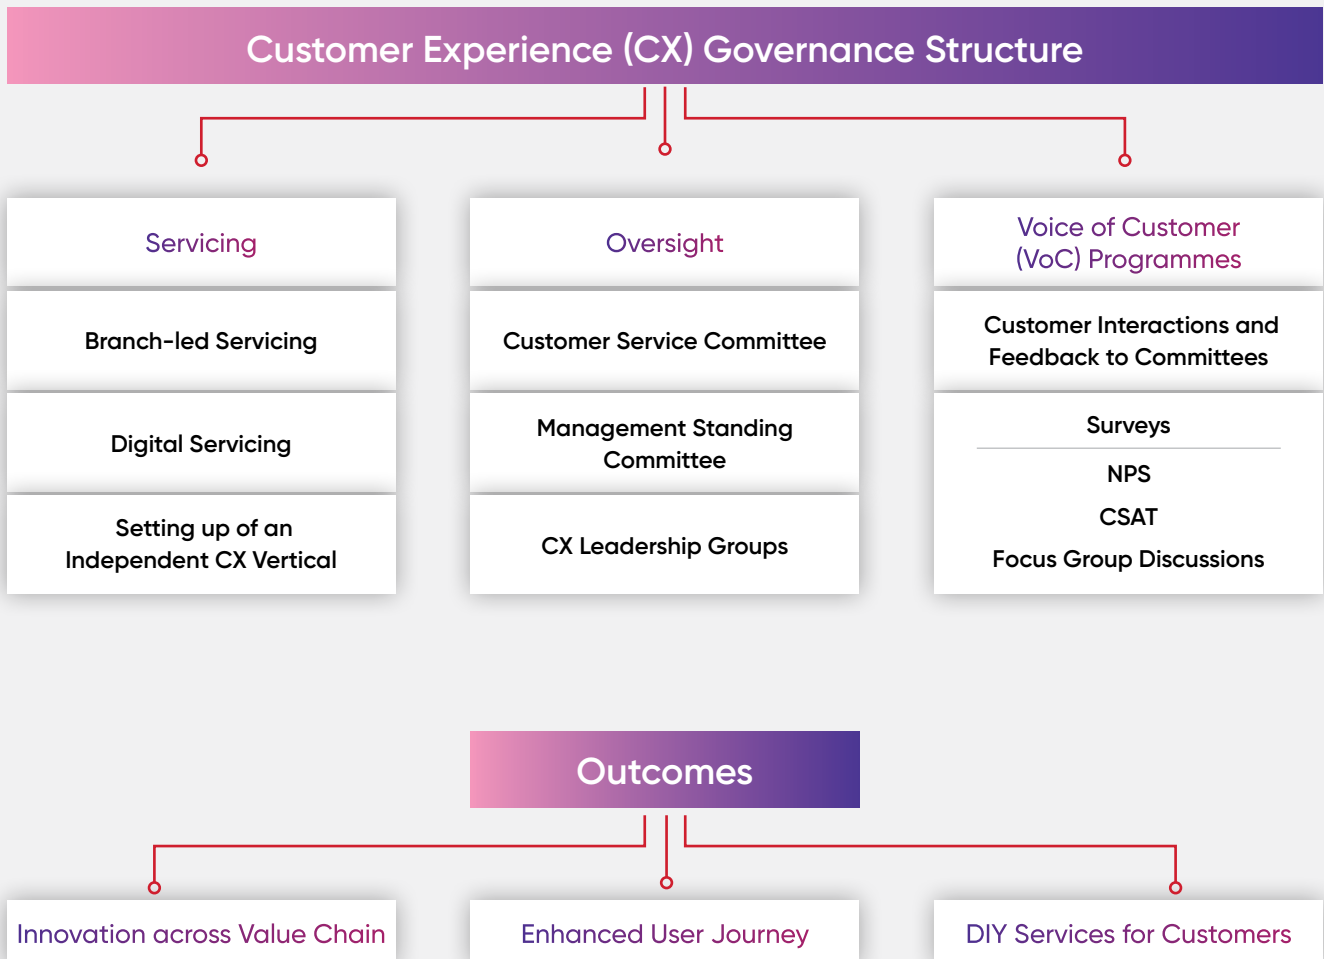 Customer Experience (CX) Governance Structure
Servicing
Branch-led Servicing
Digital Servicing
Setting up of an
Independent CX Vertical
Oversight
Customer Service Committee
Management Standing
Committee
CX Leadership Groups
Voice of Customer
(VoC) Programmes
Customer Interactions and
Feedback to Committees
Surveys
NPS
CSAT
Focus Group Discussions
Outcomes
Innovation across Value Chain
Enhanced User Journey
DIY Services for Customers